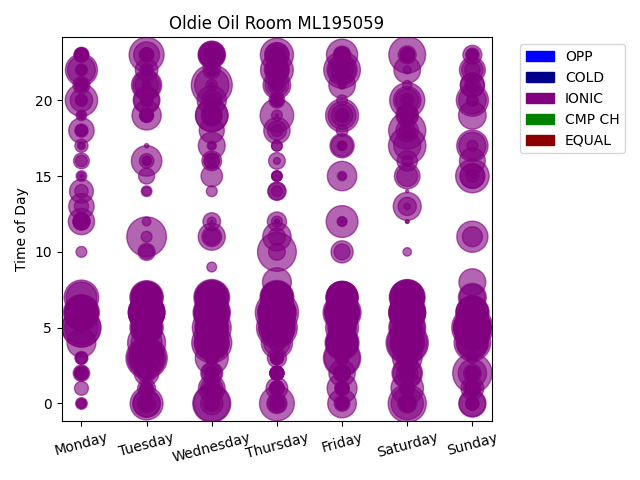 Oldie Oil Room ML195059
OPP
COLD
IONIC
CMP CH
EQUAL
Time of Day
20
15
10
5
0
Monday
Tuesday
Wednesday
Thursday
Friday
Saturday
Sunday